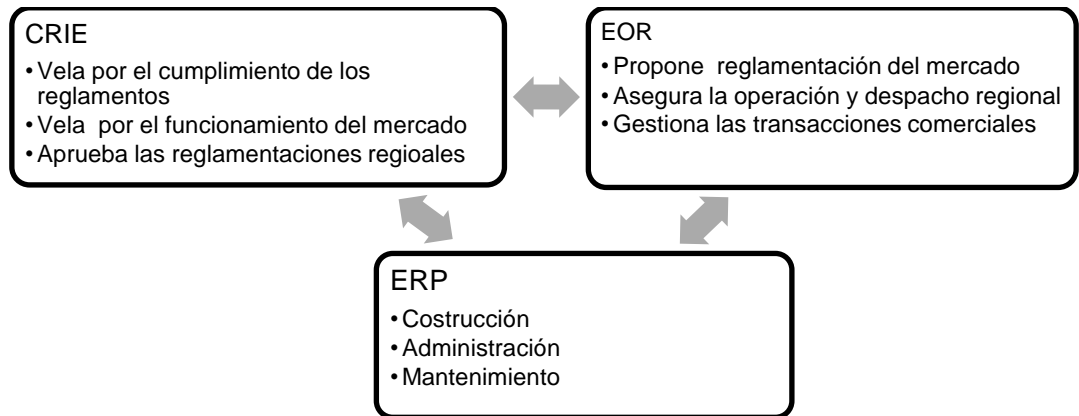 CRIE
• Vela por el cumplimiento de los
reglamentos
• Vela por el funcionamiento del mercado
• Aprueba las reglamentaciones regioales
EOR
• Propone reglamentación del mercado
• Asegura la operación y despacho regional
• Gestiona las transacciones comerciales
ERP
• Costrucción
• Administración
• Mantenimiento